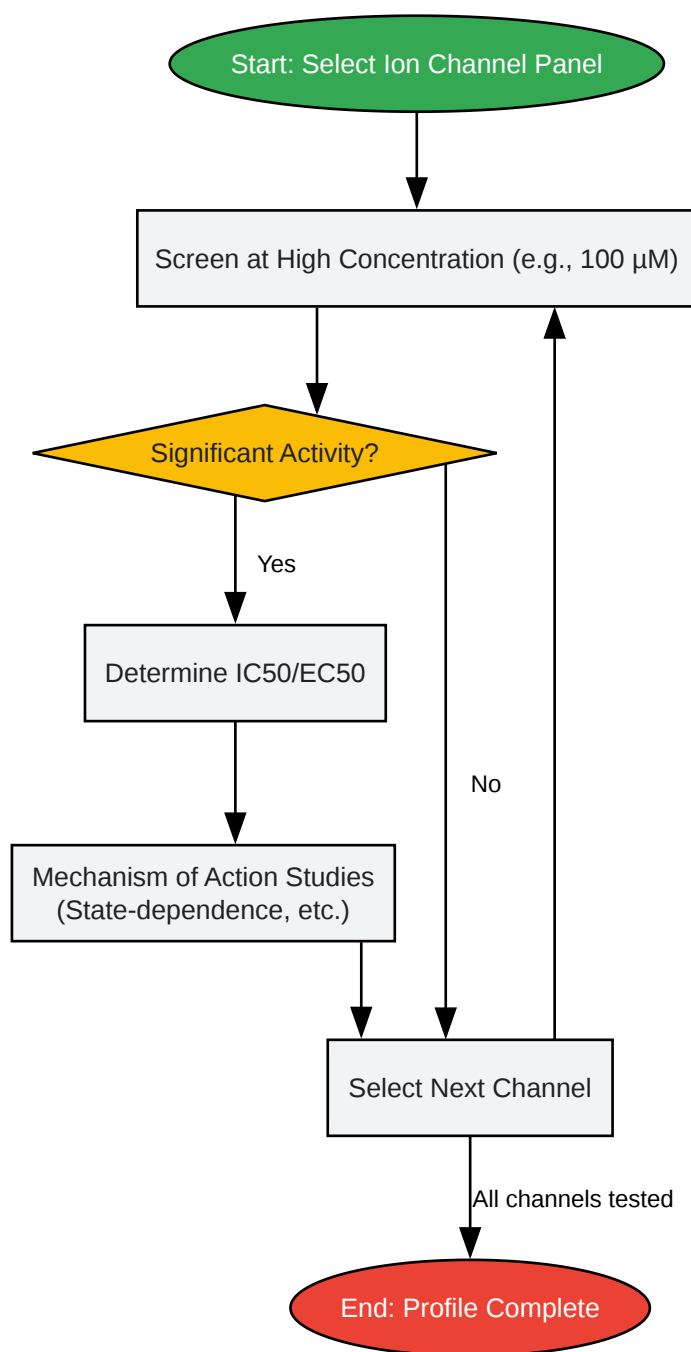 Start: Select Ion Channel Panel
Screen at High Concentration (e.g., 100 µM)
Significant Activity?
Yes
Determine IC50/EC50
No
Mechanism of Action Studies
(State-dependence, etc.)
Select Next Channel
All channels tested
End: Profile Complete